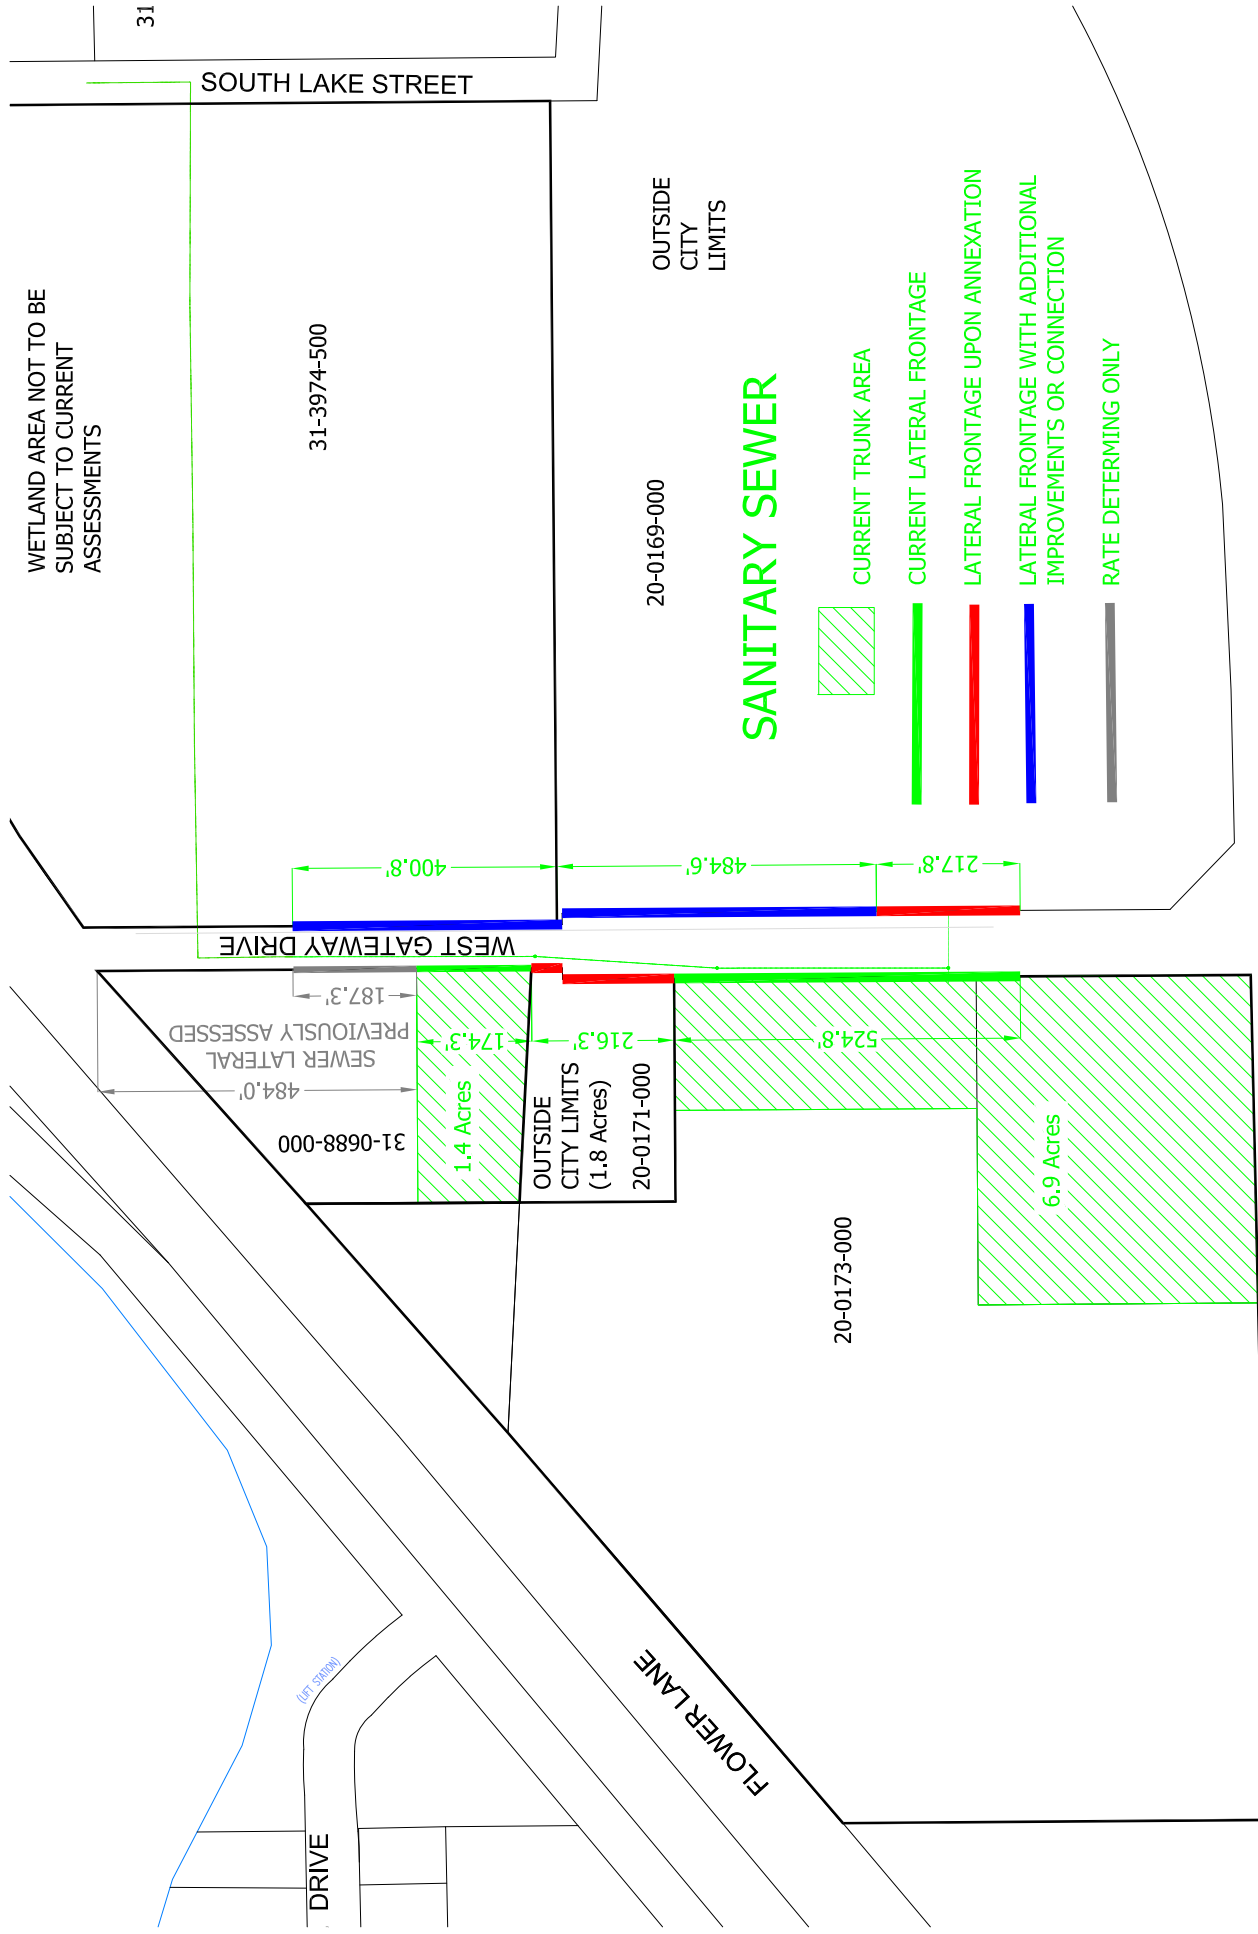 31
SOUTH LAKE STREET
WETLAND AREA NOT TO BE
SUBJECT TO CURRENT
ASSESSMENTS
31-3974-500
OUTSIDE
CITY
LIMITS
20-0169-000
SANITARY SEWER
CURRENT TRUNK AREA
CURRENT LATERAL FRONTAGE
LATERAL FRONTAGE UPON ANNEXATION
LATERAL FRONTAGE WITH ADDITIONAL
IMPROVEMENTS OR CONNECTION
RATE DETERMING ONLY
400.8'
484.6'
217.8'
WEST GATEWAY DRIVE
187.3'
SEWER LATERAL
PREVIOUSLY ASSESSED
484.0'
174.3'
216.3'
524.8'
31-0688-000
1.4 Acres
OUTSIDE
CITY LIMITS
(1.8 Acres)
20-0171-000
6.9 Acres
20-0173-000
FLOWER LANE
(LIFT STATION)
DRIVE